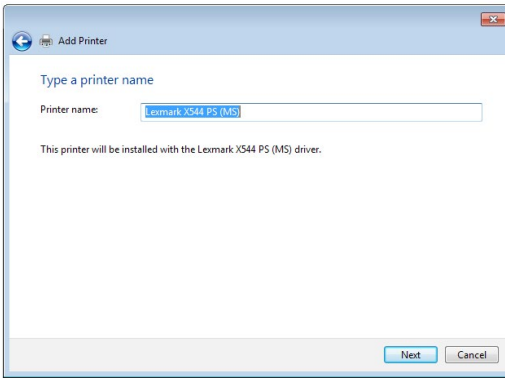 Add Printer
Type a printer name
Printer name: Lexmark X544 PS (MS)
This printer will be installed with the Lexmark X544 PS (MS) driver.
Next Cancel